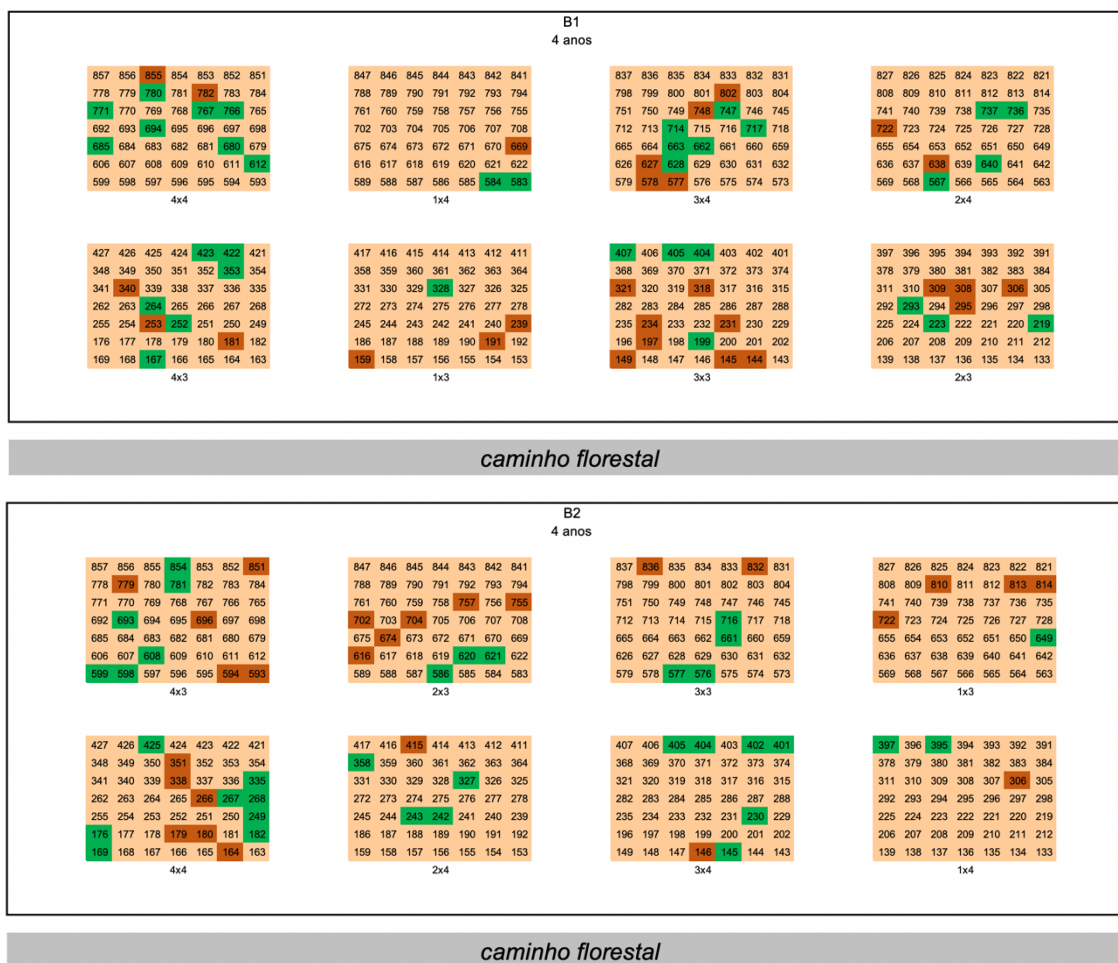 B1
4 anos
857 856 855 854 853 852 851
778 779 780 781 782 783 784
771 770 769 768 767 766 765
692 693 694 695 696 697 698
685 684 683 682 681 680 679
606 607 608 609 610 611 612
599 598 597 596 595 594 593
4x4
847 846 845 844 843 842 841
788 789 790 791 792 793 794
761 760 759 758 757 756 755
702 703 704 705 706 707 708
675 674 673 672 671 670 669
616 617 618 619 620 621 622
589 588 587 586 585 584 583
1x4
837 836 835 834 833 832 831
798 799 800 801 802 803 804
751 750 749 748 747 746 745
712 713 714 715 716 717 718
665 664 663 662 661 660 659
626 627 628 629 630 631 632
579 578 577 576 575 574 573
3x4
827 826 825 824 823 822 821
808 809 810 811 812 813 814
741 740 739 738 737 736 735
722 723 724 725 726 727 728
655 654 653 652 651 650 649
636 637 638 639 640 641 642
569 568 567 566 565 564 563
2x4
427 426 425 424 423 422 421
348 349 350 351 352 353 354
341 340 339 338 337 336 335
262 263 264 265 266 267 268
255 254 253 252 251 250 249
176 177 178 179 180 181 182
169 168 167 166 165 164 163
4x3
417 416 415 414 413 412 411
358 359 360 361 362 363 364
331 330 329 328 327 326 325
272 273 274 275 276 277 278
245 244 243 242 241 240 239
186 187 188 189 190 191 192
159 158 157 156 155 154 153
1x3
407 406 405 404 403 402 401
368 369 370 371 372 373 374
321 320 319 318 317 316 315
282 283 284 285 286 287 288
235 234 233 232 231 230 229
196 197 198 199 200 201 202
149 148 147 146 145 144 143
3x3
397 396 395 394 393 392 391
378 379 380 381 382 383 384
311 310 309 308 307 306 305
292 293 294 295 296 297 298
225 224 223 222 221 220 219
206 207 208 209 210 211 212
139 138 137 136 135 134 133
2x3
caminho florestal
B2
4 anos
857 856 855 854 853 852 851
778 779 780 781 782 783 784
771 770 769 768 767 766 765
692 693 694 695 696 697 698
685 684 683 682 681 680 679
606 607 608 609 610 611 612
599 598 597 596 595 594 593
4x3
847 846 845 844 843 842 841
788 789 790 791 792 793 794
761 760 759 758 757 756 755
702 703 704 705 706 707 708
675 674 673 672 671 670 669
616 617 618 619 620 621 622
589 588 587 586 585 584 583
2x3
837 836 835 834 833 832 831
798 799 800 801 802 803 804
751 750 749 748 747 746 745
712 713 714 715 716 717 718
665 664 663 662 661 660 659
626 627 628 629 630 631 632
579 578 577 576 575 574 573
3x3
827 826 825 824 823 822 821
808 809 810 811 812 813 814
741 740 739 738 737 736 735
722 723 724 725 726 727 728
655 654 653 652 651 650 649
636 637 638 639 640 641 642
569 568 567 566 565 564 563
1x3
427 426 425 424 423 422 421
348 349 350 351 352 353 354
341 340 339 338 337 336 335
262 263 264 265 266 267 268
255 254 253 252 251 250 249
176 177 178 179 180 181 182
169 168 167 166 165 164 163
4x4
417 416 415 414 413 412 411
358 359 360 361 362 363 364
331 330 329 328 327 326 325
272 273 274 275 276 277 278
245 244 243 242 241 240 239
186 187 188 189 190 191 192
159 158 157 156 155 154 153
2x4
407 406 405 404 403 402 401
368 369 370 371 372 373 374
321 320 319 318 317 316 315
282 283 284 285 286 287 288
235 234 233 232 231 230 229
196 197 198 199 200 201 202
149 148 147 146 145 144 143
3x4
397 396 395 394 393 392 391
378 379 380 381 382 383 384
311 310 309 308 307 306 305
292 293 294 295 296 297 298
225 224 223 222 221 220 219
206 207 208 209 210 211 212
139 138 137 136 135 134 133
1x4
caminho florestal